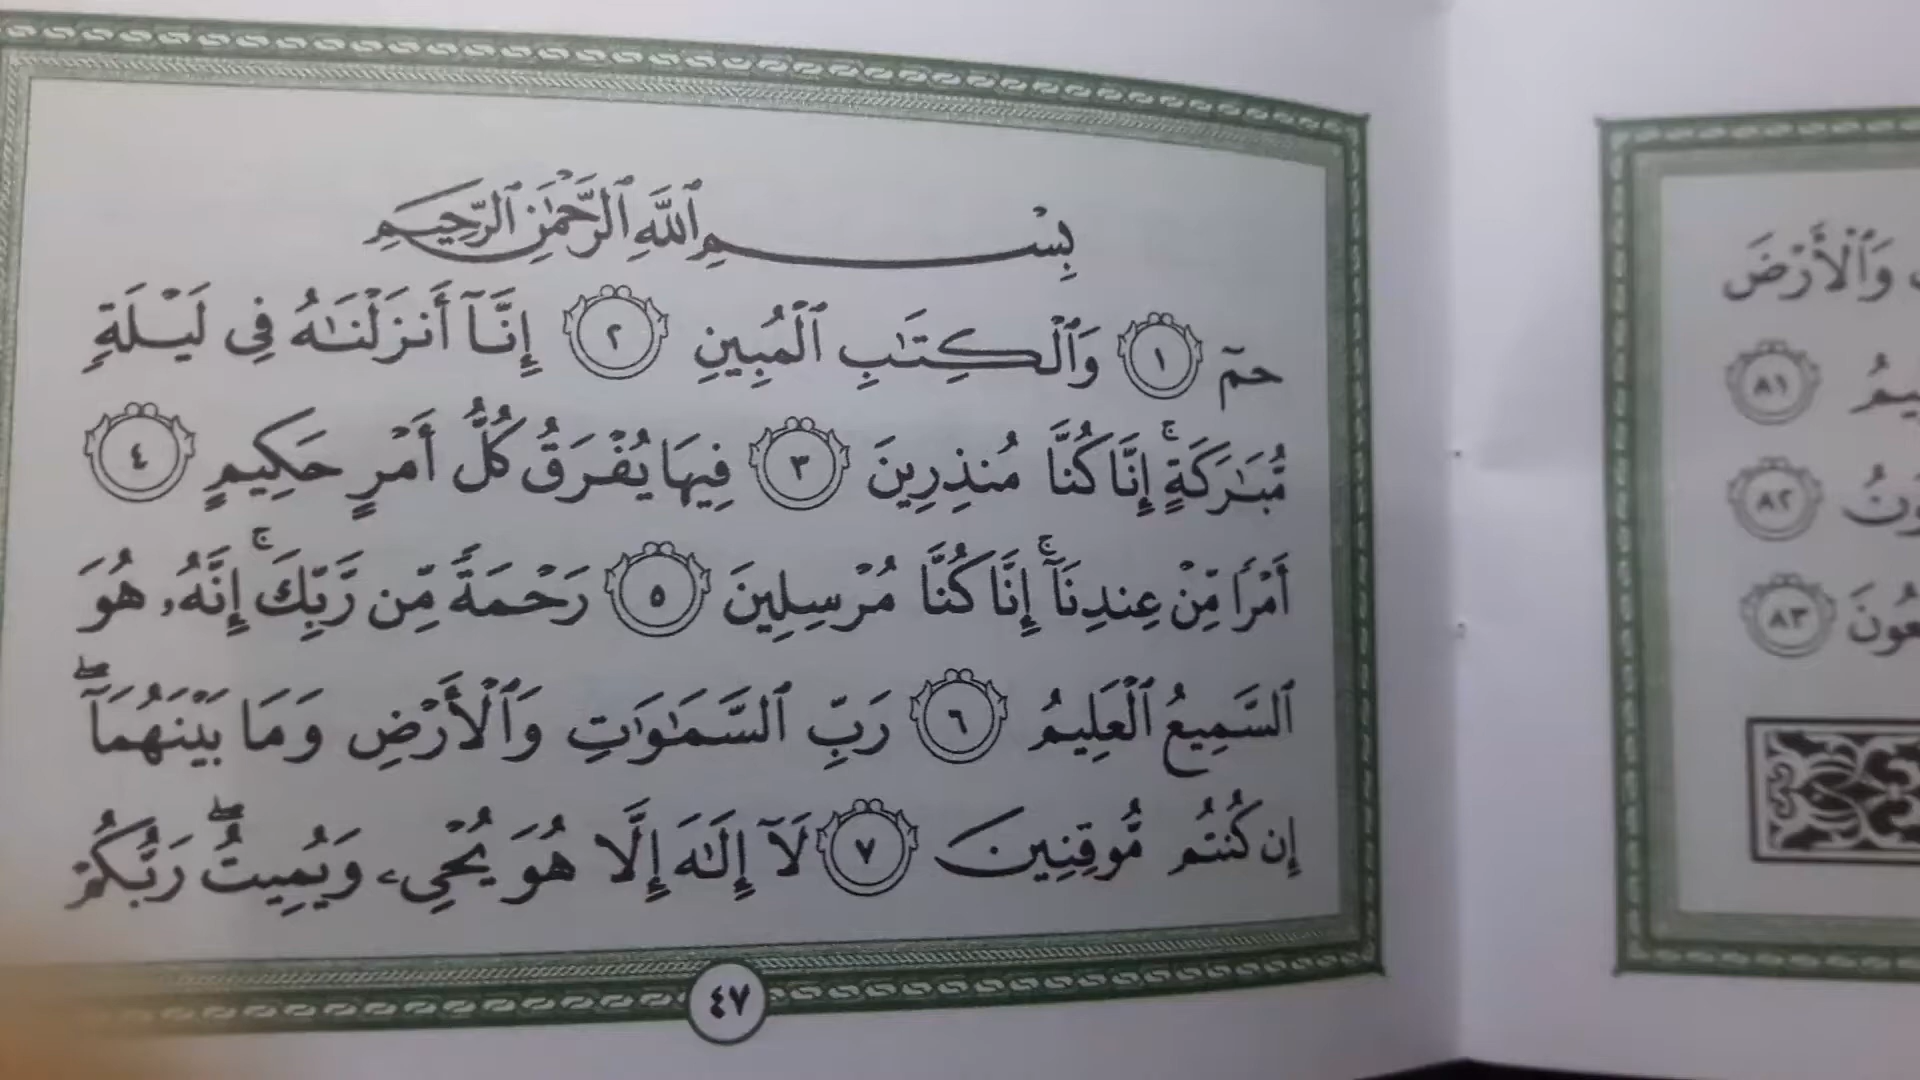 بِسْمِ ٱللَّهِ ٱلرَّحْمَٰنِ ٱلرَّحِيمِ
حمٓ ١ وَٱلْكِتَٰبِ ٱلْمُبِينِ ٢ إِنَّآ أَنزَلْنَٰهُ فِى لَيْلَةٍ
مُّبَٰرَكَةٍ ۚ إِنَّا كُنَّا مُنذِرِينَ ٣ فِيهَا يُفْرَقُ كُلُّ أَمْرٍ حَكِيمٍ ٤
أَمْرًا مِّنْ عِندِنَآ ۚ إِنَّا كُنَّا مُرْسِلِينَ ٥ رَحْمَةً مِّن رَّبِّكَ ۚ إِنَّهُۥ هُوَ
ٱلسَّمِيعُ ٱلْعَلِيمُ ٦ رَبِّ ٱلسَّمَٰوَٰتِ وَٱلْأَرْضِ وَمَا بَيْنَهُمَآ ۖ
إِن كُنتُم مُّوقِنِينَ ٧ لَآ إِلَٰهَ إِلَّا هُوَ يُحْىِۦ وَيُمِيتُ ۖ رَبُّكُمْ
٤٧
وَٱلْأَرْضَ
٨١
٨٢
٨٣